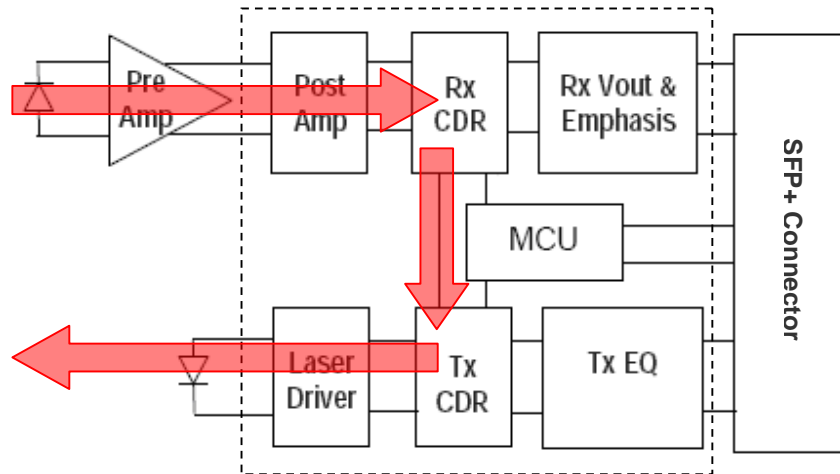 Pre
Amp
Post
Amp
Rx
CDR
Rx Vout &
Emphasis
SFP+ Connector
MCU
Laser
Driver
Tx
CDR
Tx EQ